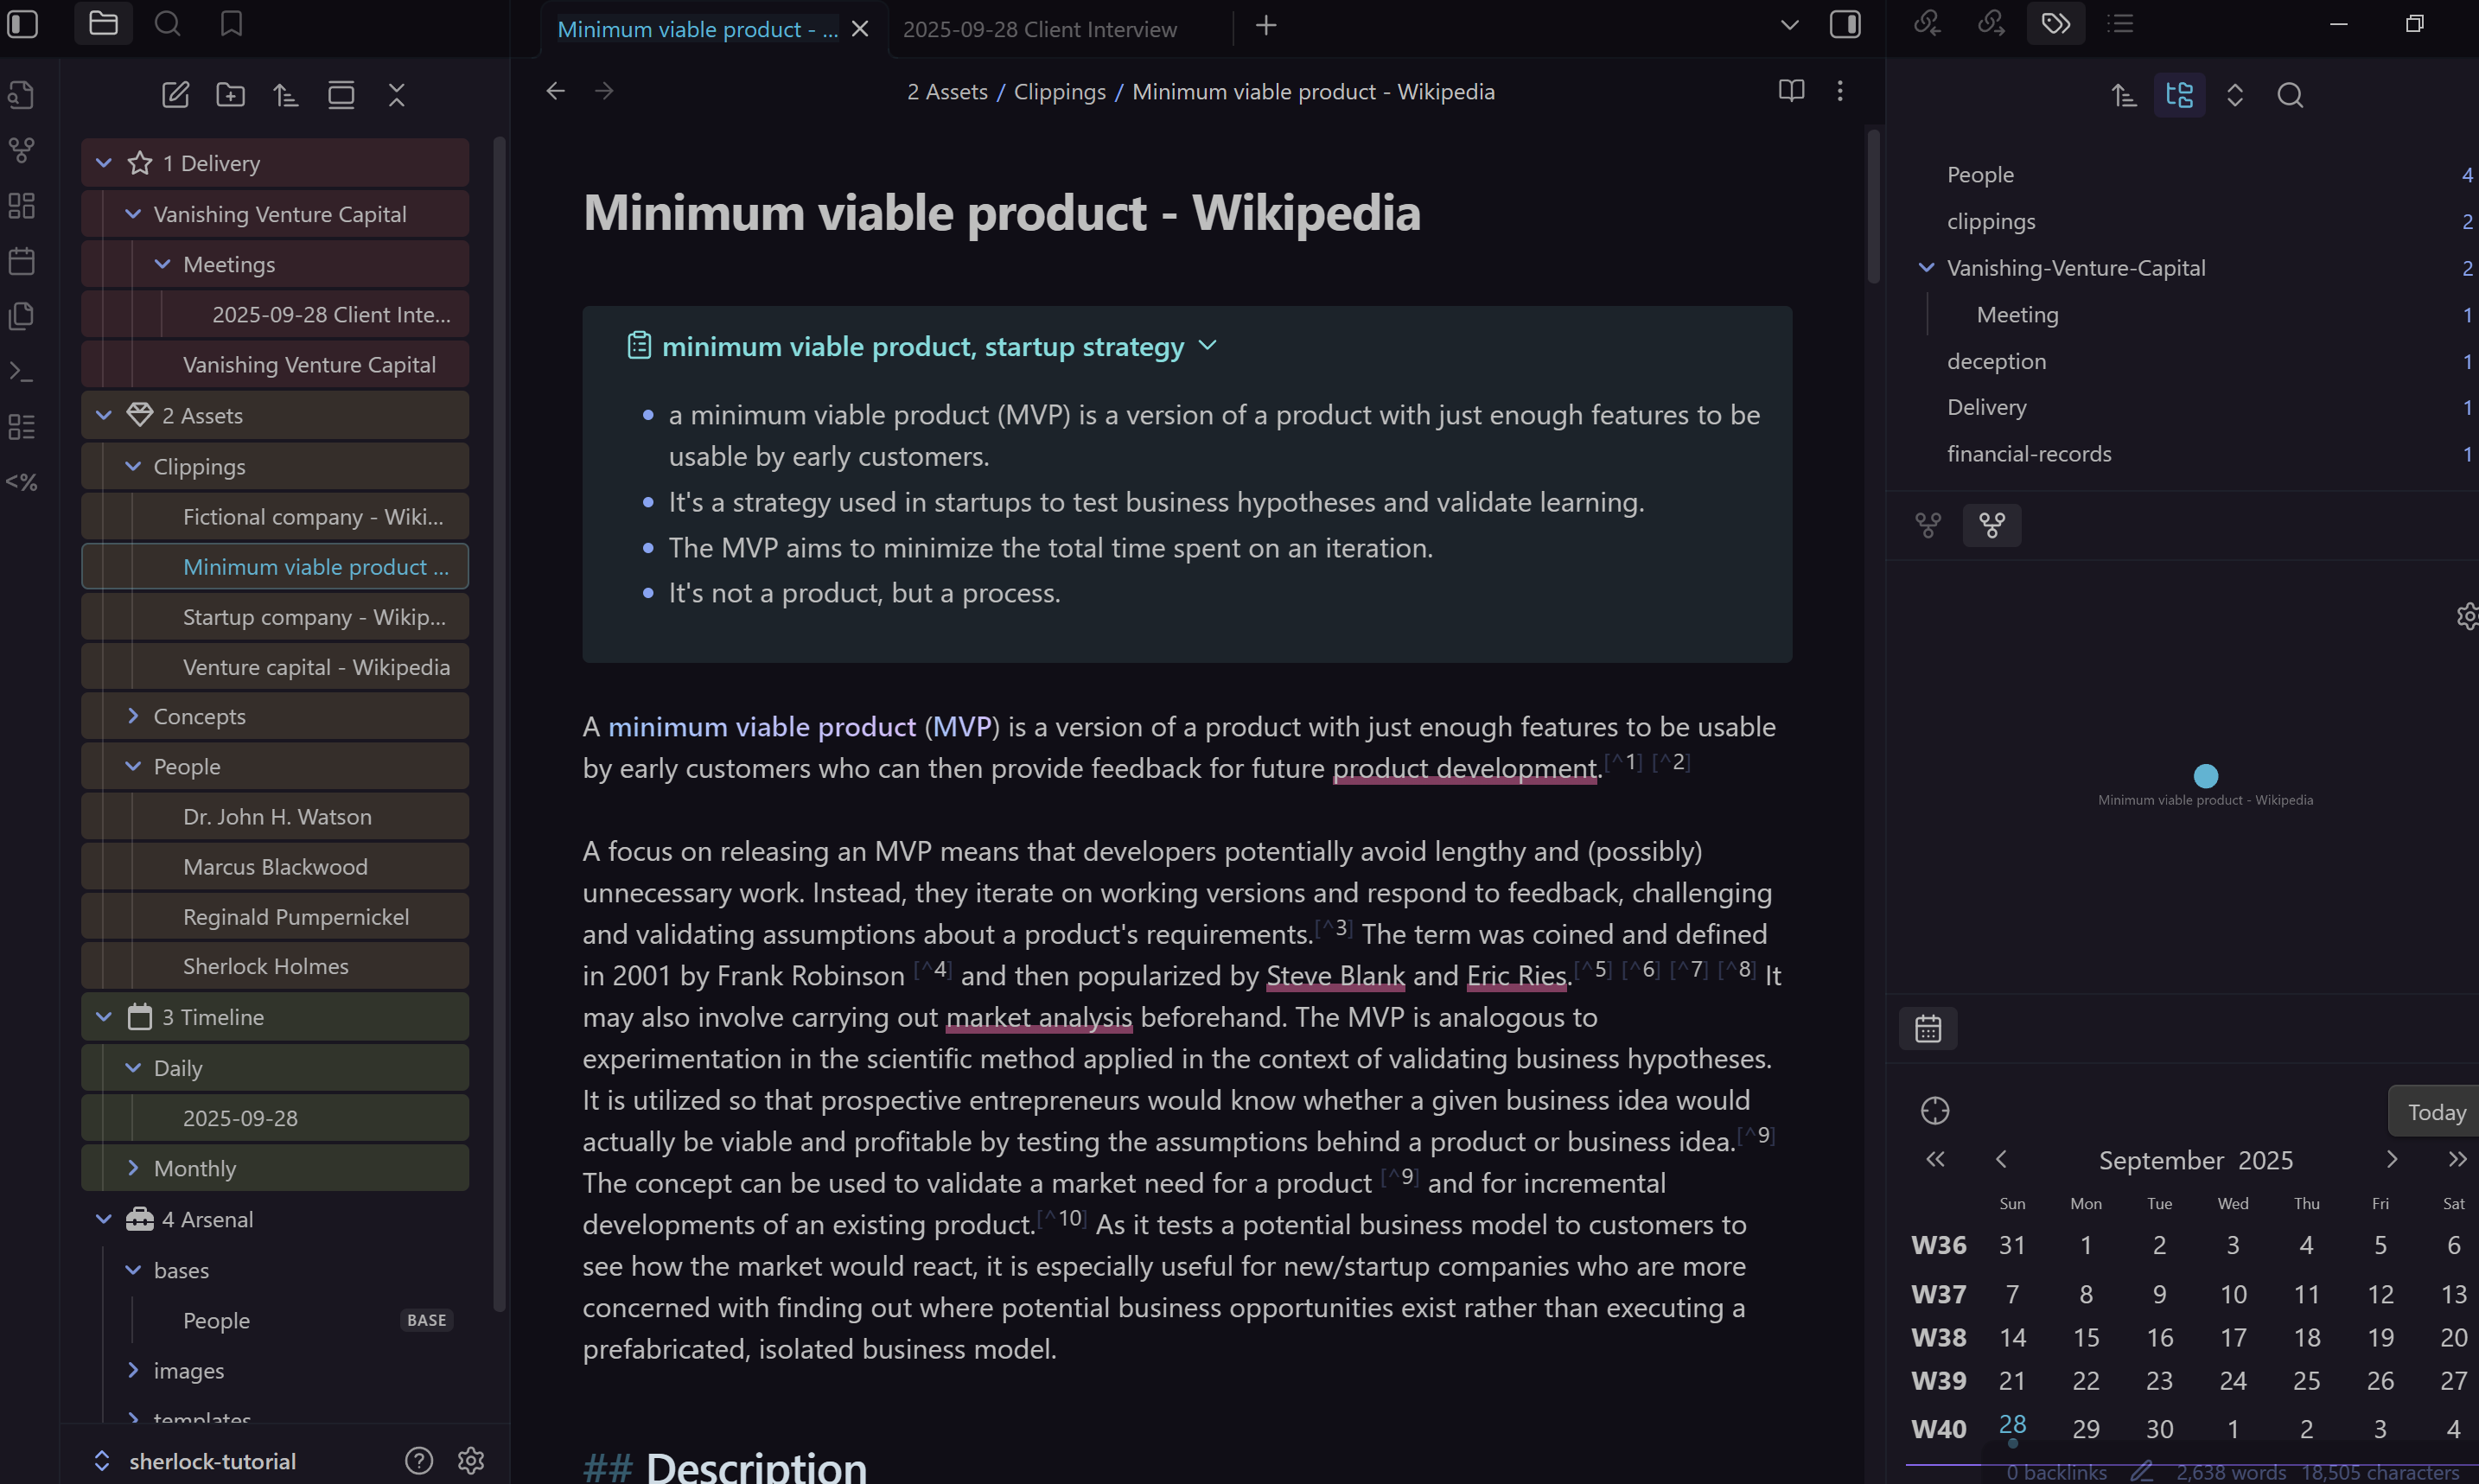 Minimum viable product - ...
2025-09-28 Client Interview
1 Delivery
Vanishing Venture Capital
Meetings
2025-09-28 Client Inte...
Vanishing Venture Capital
2 Assets
Clippings
Fictional company - Wiki...
Minimum viable product ...
Startup company - Wikip...
Venture capital - Wikipedia
Concepts
People
Dr. John H. Watson
Marcus Blackwood
Reginald Pumpernickel
Sherlock Holmes
3 Timeline
Daily
2025-09-28
Monthly
4 Arsenal
bases
People BASE
images
templates
sherlock-tutorial
<%
2 Assets / Clippings / Minimum viable product - Wikipedia
Minimum viable product - Wikipedia
minimum viable product, startup strategy
a minimum viable product (MVP) is a version of a product with just enough features to be
usable by early customers.
It's a strategy used in startups to test business hypotheses and validate learning.
The MVP aims to minimize the total time spent on an iteration.
It's not a product, but a process.
A minimum viable product (MVP) is a version of a product with just enough features to be usable
by early customers who can then provide feedback for future product development.[^1] [^2]
A focus on releasing an MVP means that developers potentially avoid lengthy and (possibly)
unnecessary work. Instead, they iterate on working versions and respond to feedback, challenging
and validating assumptions about a product's requirements.[^3] The term was coined and defined
in 2001 by Frank Robinson [^4] and then popularized by Steve Blank and Eric Ries.[^5] [^6] [^7] [^8] It
may also involve carrying out market analysis beforehand. The MVP is analogous to
experimentation in the scientific method applied in the context of validating business hypotheses.
It is utilized so that prospective entrepreneurs would know whether a given business idea would
actually be viable and profitable by testing the assumptions behind a product or business idea.[^9]
The concept can be used to validate a market need for a product [^9] and for incremental
developments of an existing product.[^10] As it tests a potential business model to customers to
see how the market would react, it is especially useful for new/startup companies who are more
concerned with finding out where potential business opportunities exist rather than executing a
prefabricated, isolated business model.
## Description
People 4
clippings 2
Vanishing-Venture-Capital 2
Meeting 1
deception 1
Delivery 1
financial-records 1
Minimum viable product - Wikipedia
Today
September 2025
Sun Mon Tue Wed Thu Fri Sat
W36 31 1 2 3 4 5 6
W37 7 8 9 10 11 12 13
W38 14 15 16 17 18 19 20
W39 21 22 23 24 25 26 27
W40 28 29 30 1 2 3 4
0 backlinks 2,638 words 18,505 characters